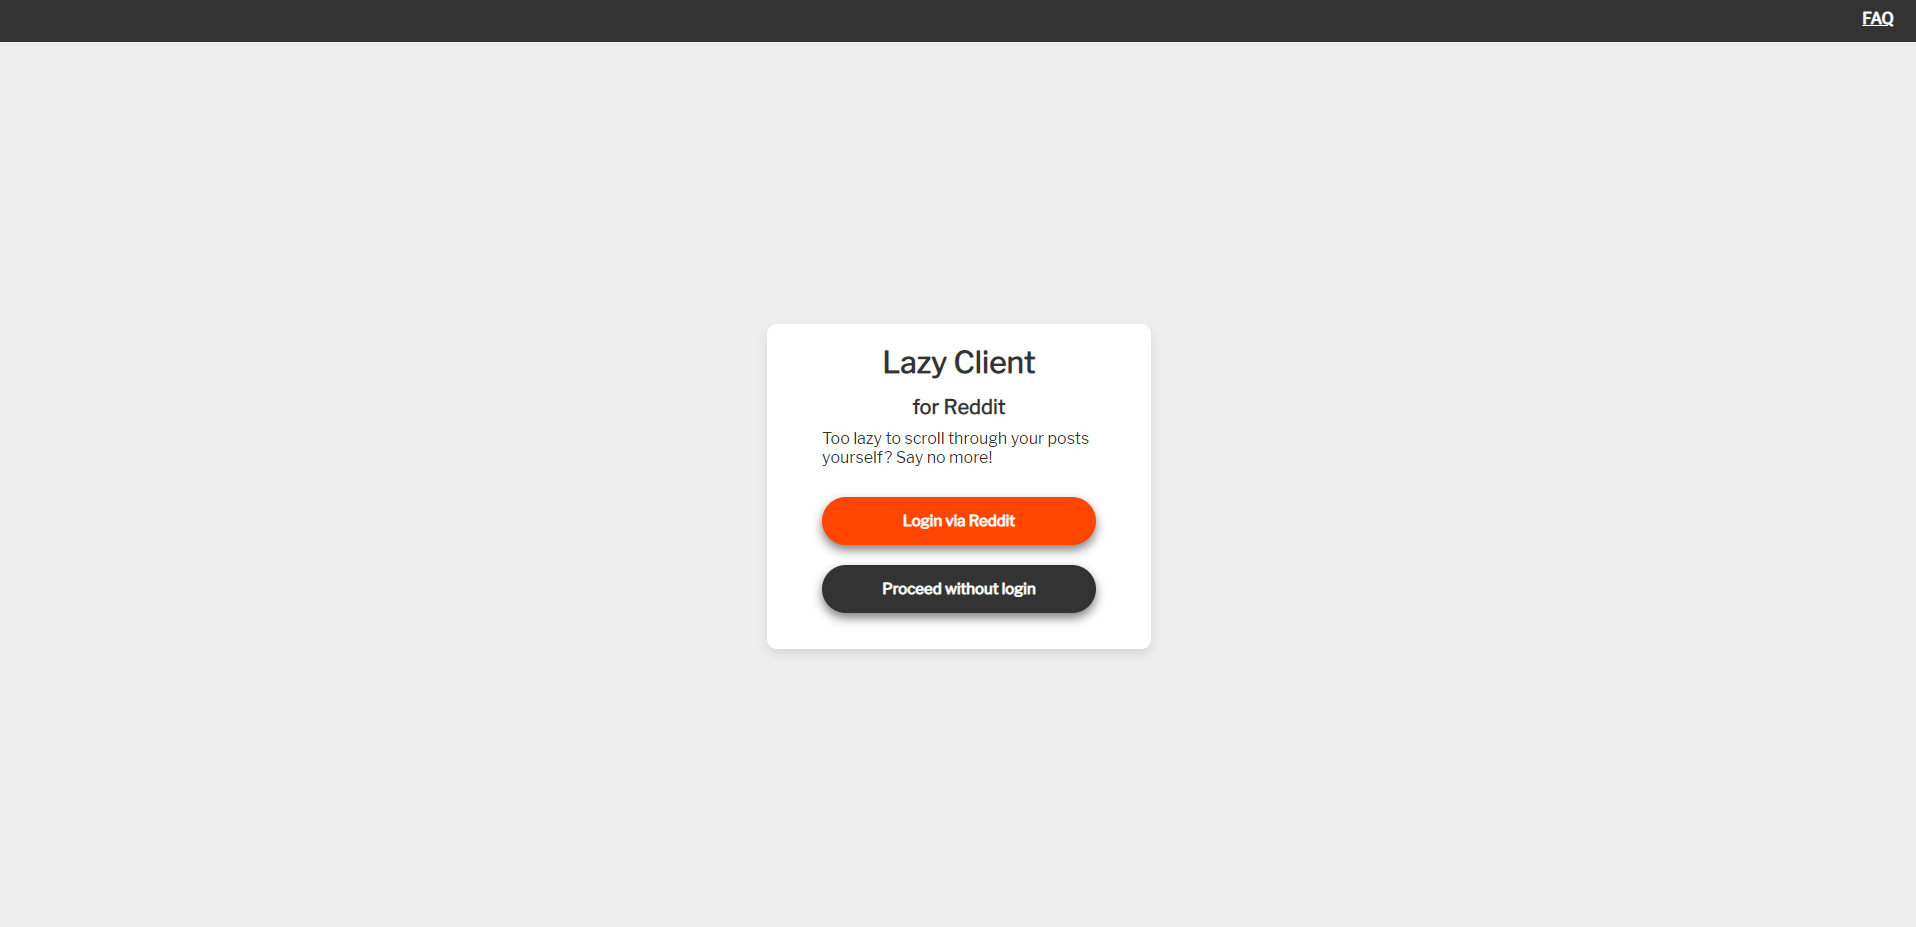 FAQ
Lazy Client
for Reddit
Too lazy to scroll through your posts
yourself? Say no more!
Login via Reddit
Proceed without login